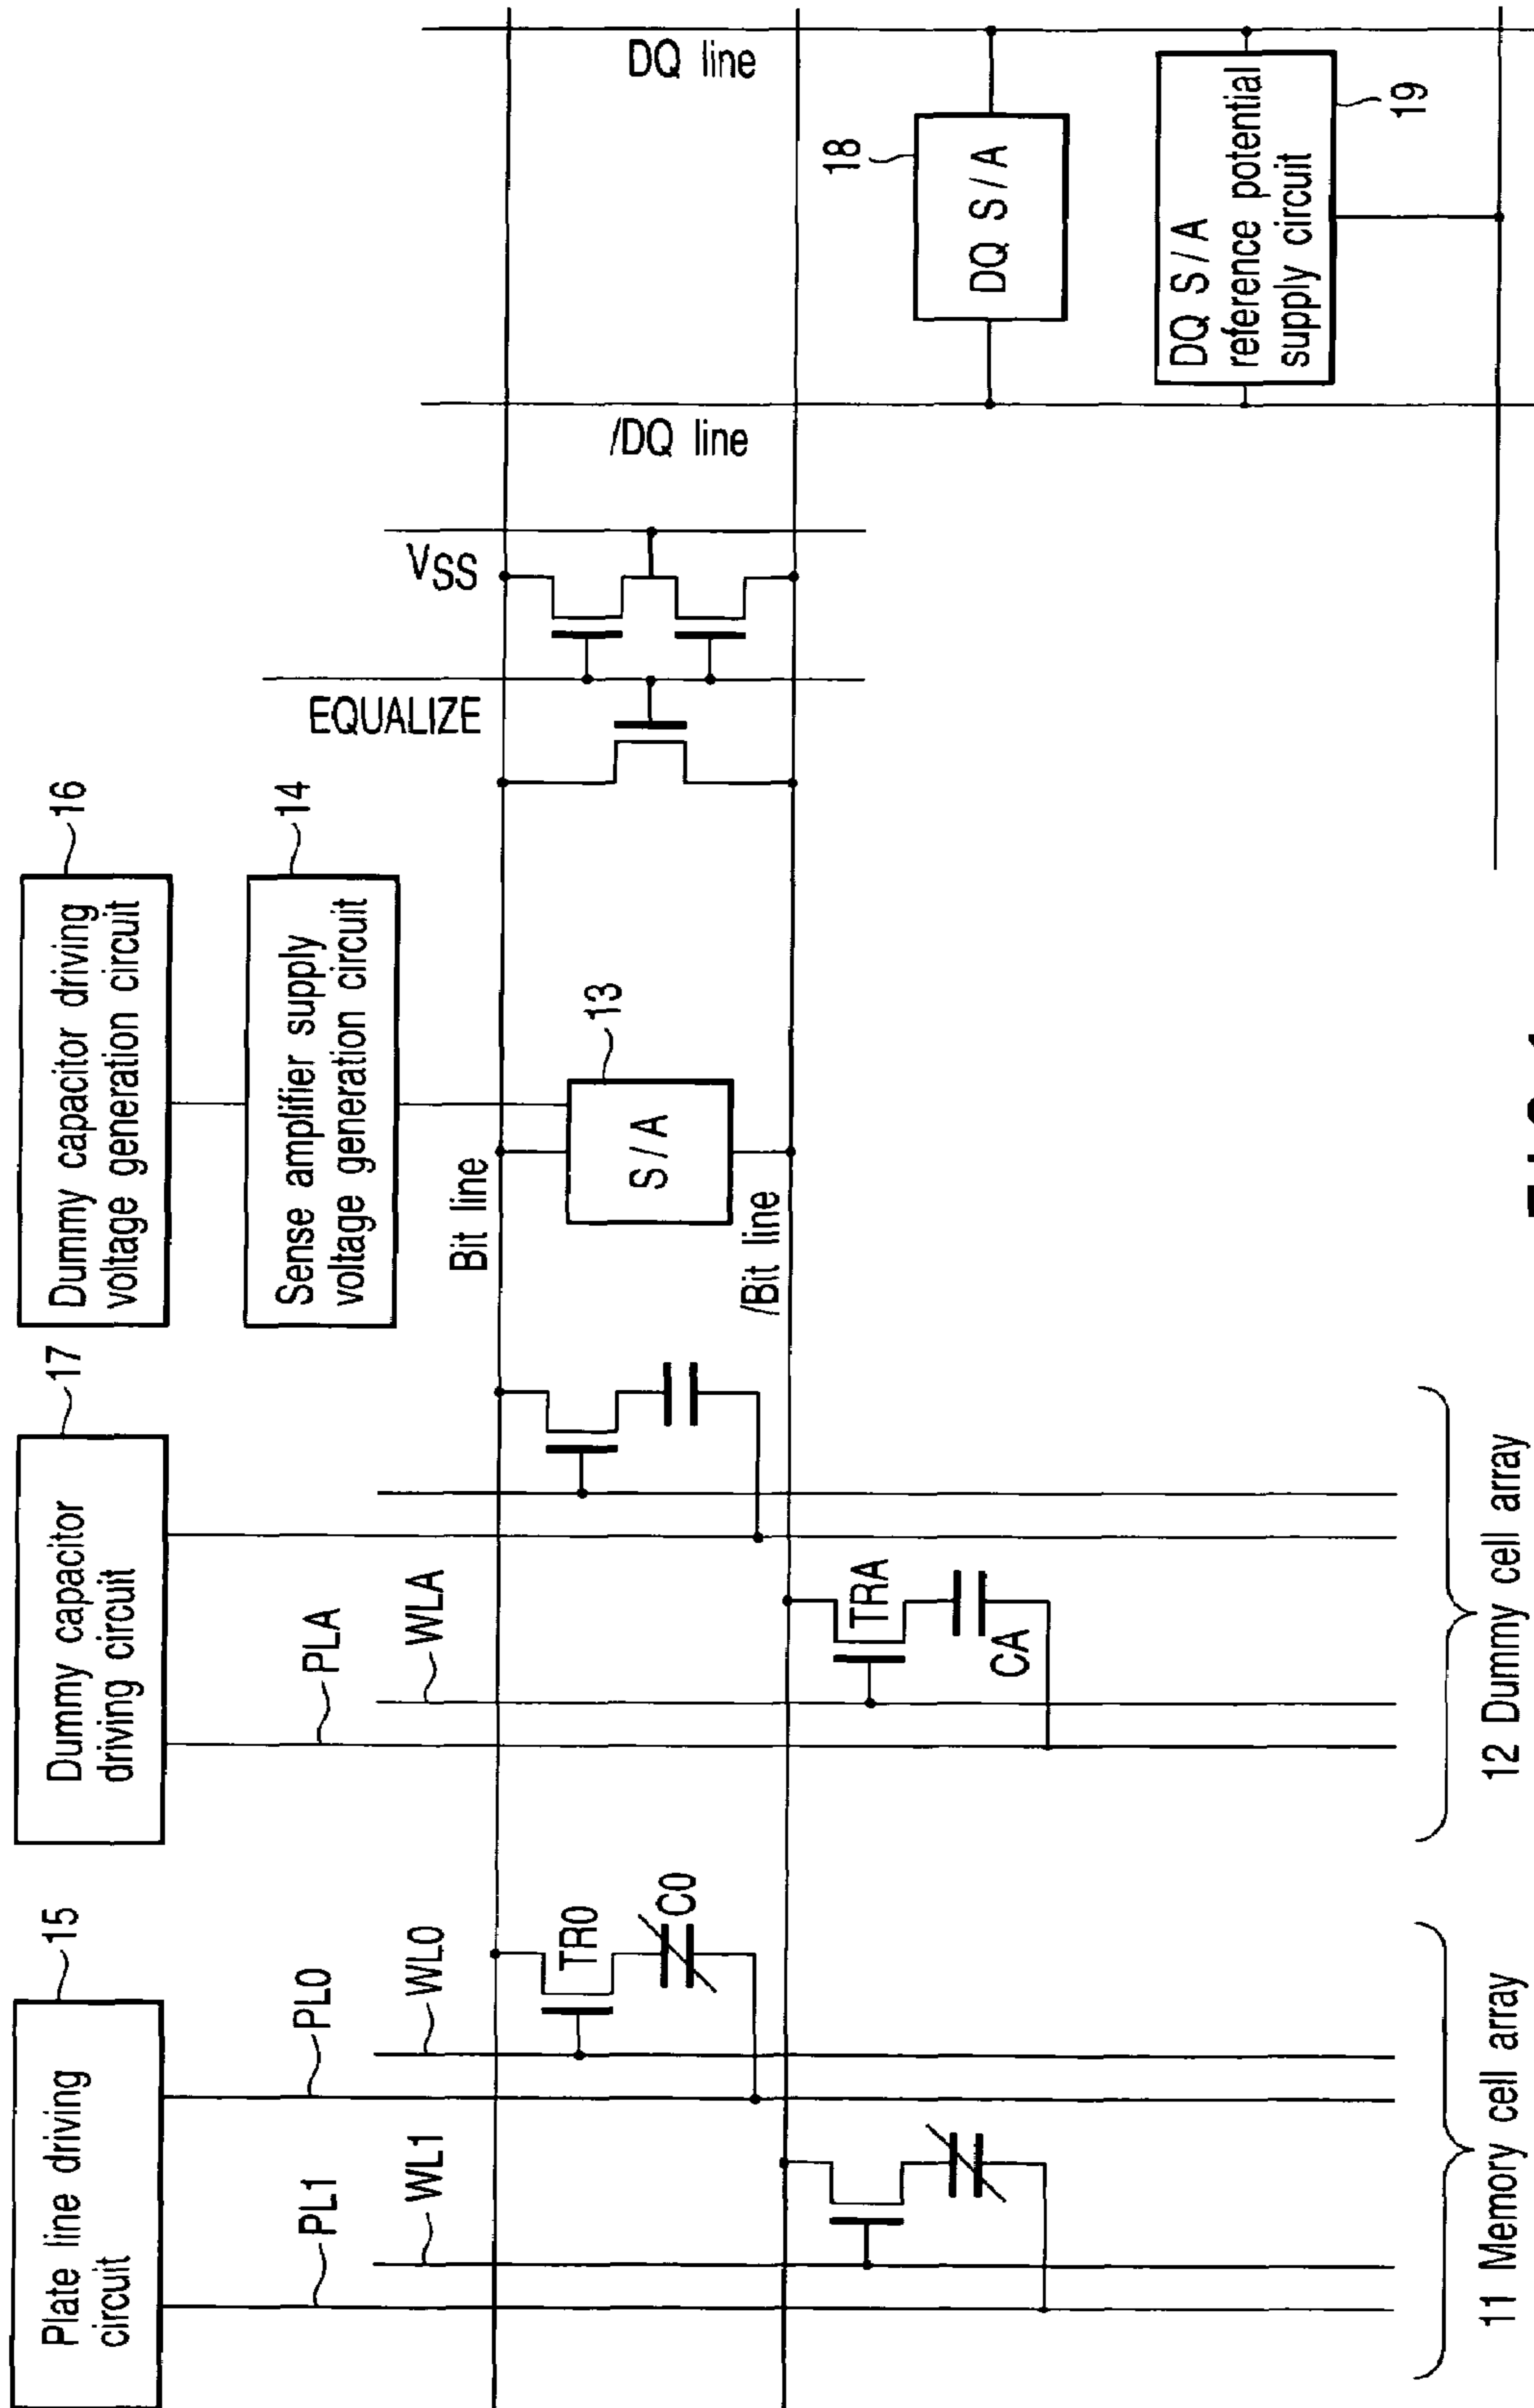 Plate line driving
circuit
15
Dummy capacitor
driving circuit
17
Dummy capacitor driving
voltage generation circuit
16
Sense amplifier supply
voltage generation circuit
14
PL1
WL1
PL0
WL0
PLA
WLA
TR0
C0
TRA
CA
Bit line
/Bit line
S/A
13
EQUALIZE
VSS
/DQ line
DQ line
DQ S/A
18
DQ S/A
reference potential
supply circuit
19
11 Memory cell array
12 Dummy cell array